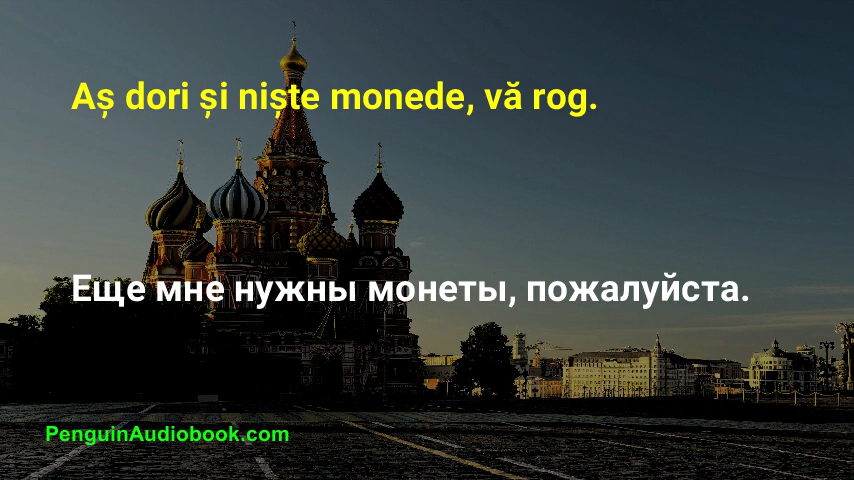 Aș dori și niște monede, vă rog.
Еще мне нужны монеты, пожалуйста.
PenguinAudiobook.com